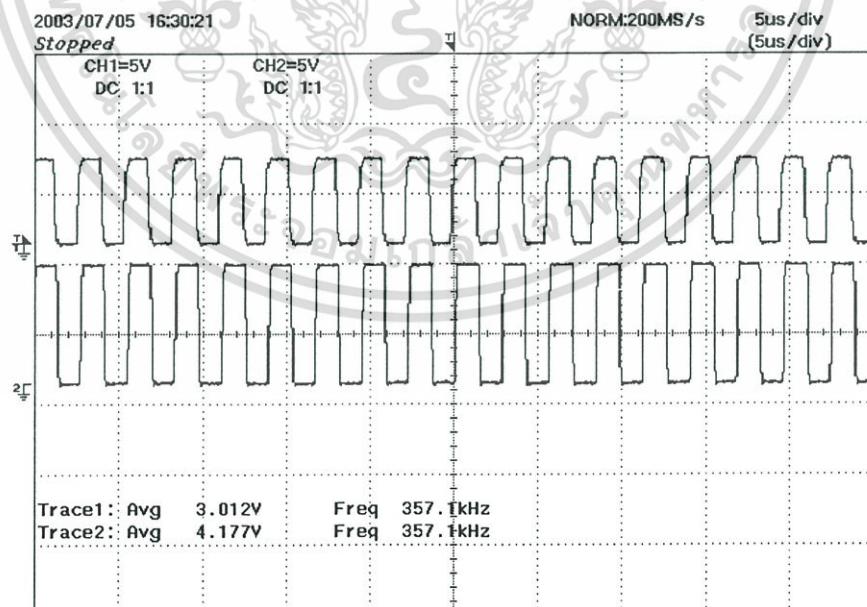 2003/07/05 16:30:21 NORM:200MS/s 5us/div
Stopped (5us/div)
CH1=5V CH2=5V
DC 1:1 DC 1:1
Trace1: Avg 3.012V Freq 357.1kHz
Trace2: Avg 4.177V Freq 357.1kHz